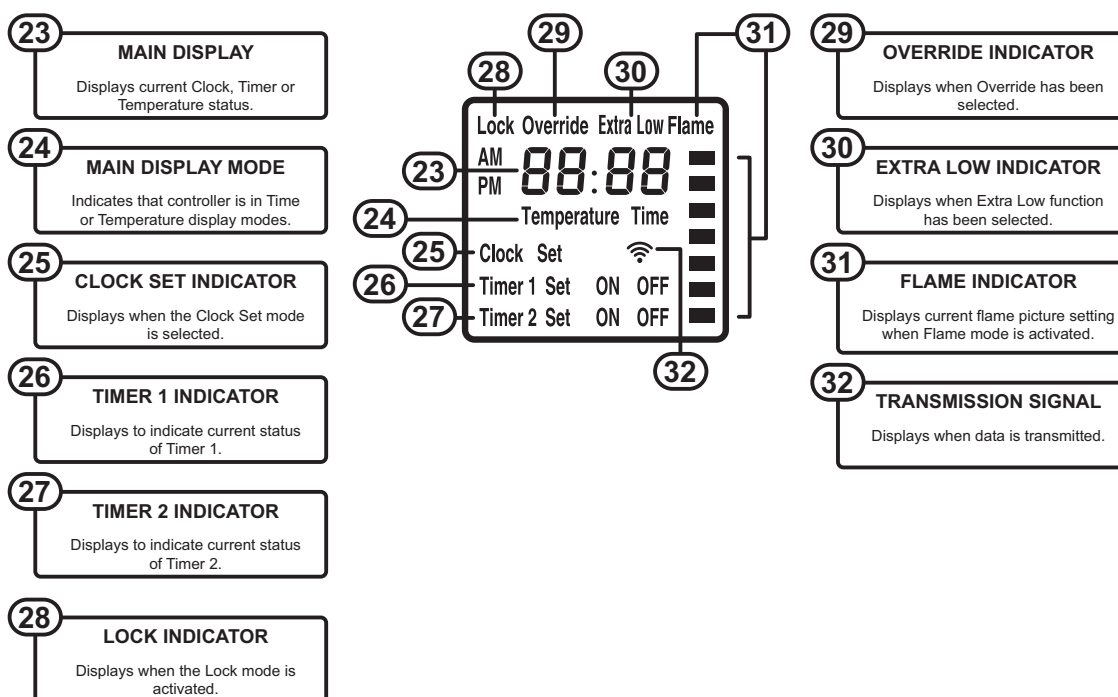 23
MAIN DISPLAY
Displays current Clock, Timer or
Temperature status.
24
MAIN DISPLAY MODE
Indicates that controller is in Time
or Temperature display modes.
25
CLOCK SET INDICATOR
Displays when the Clock Set mode
is selected.
26
TIMER 1 INDICATOR
Displays to indicate current status
of Timer 1.
27
TIMER 2 INDICATOR
Displays to indicate current status
of Timer 2.
28
LOCK INDICATOR
Displays when the Lock mode is
activated.
29
31
28
30
Lock Override Extra Low Flame
23
AM 88:88
PM
24
Temperature Time
25
Clock Set
26
Timer 1 Set ON OFF
27
Timer 2 Set ON OFF
32
29
OVERRIDE INDICATOR
Displays when Override has been
selected.
30
EXTRA LOW INDICATOR
Displays when Extra Low function
has been selected.
31
FLAME INDICATOR
Displays current flame picture setting
when Flame mode is activated.
32
TRANSMISSION SIGNAL
Displays when data is transmitted.